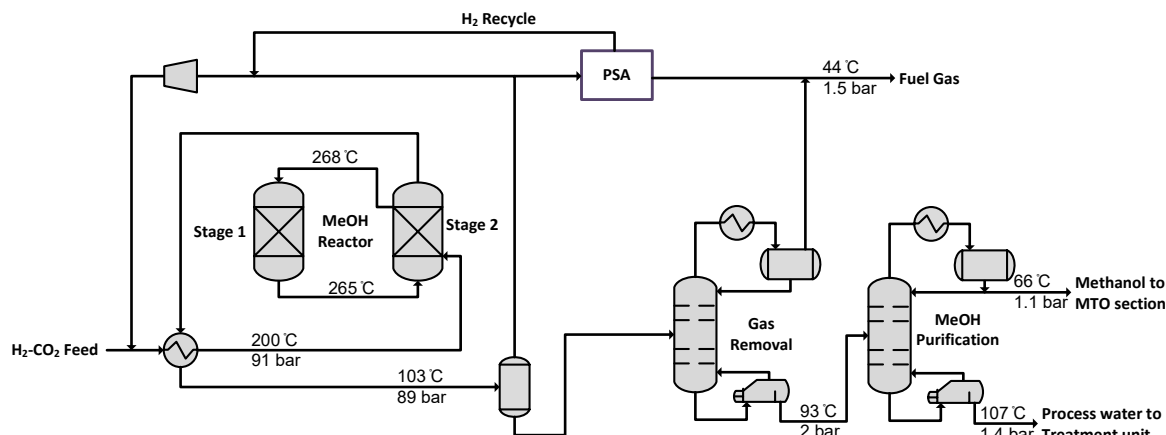 H2 Recycle
PSA
44 ℃
1.5 bar
Fuel Gas
268 ℃
Stage 1
MeOH
Reactor
Stage 2
265 ℃
H2-CO2 Feed
200 ℃
91 bar
103 ℃
89 bar
Gas
Removal
93 ℃
2 bar
MeOH
Purification
66 ℃
1.1 bar
Methanol to
MTO section
107 ℃
1.4 bar
Process water to
Treatment unit